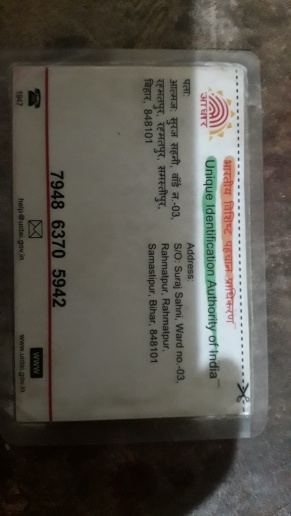 आधार
भारतीय विशिष्ट पहचान प्राधिकरण
Unique Identification Authority of India
पता:
आत्मज: सुरज सहनी, वॉर्ड न.-03,
रहमतपुर, रहमतपुर, समस्तीपुर,
बिहार, 848101
Address:
S/O: Suraj Sahni, Ward no.-03,
Rahmatpur, Rahmatpur,
Samastipur, Bihar, 848101
7948 6370 5942
1947
help@uidai.gov.in
www
www.uidai.gov.in